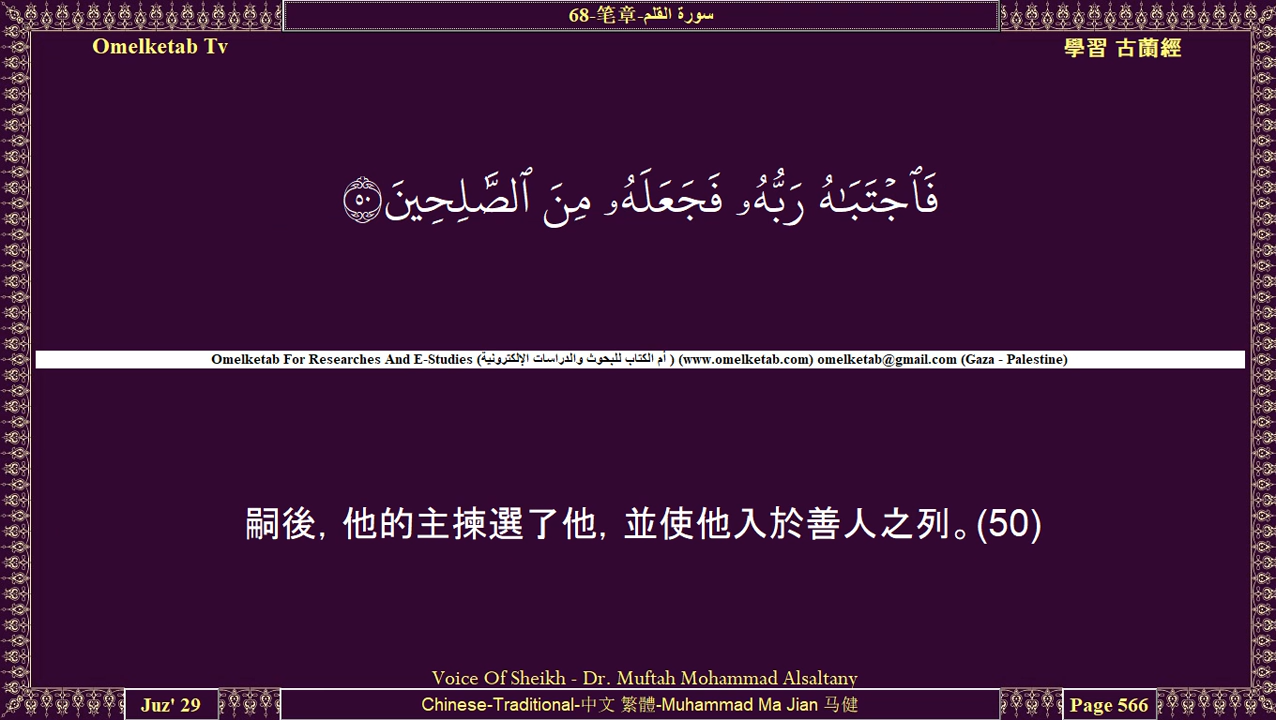 68-笔章-سورة القلم
Omelketab Tv
學習 古蘭經
فَٱجْتَبَـٰهُ رَبُّهُۥ فَجَعَلَهُۥ مِنَ ٱلصَّـٰلِحِينَ ٥٠
Omelketab For Researches And E-Studies (أم الكتاب للبحوث والدراسات الإلكترونية ) (www.omelketab.com) omelketab@gmail.com (Gaza - Palestine)
嗣後，他的主揀選了他，並使他入於善人之列。(50)
Voice Of Sheikh - Dr. Muftah Mohammad Alsaltany
Juz' 29
Chinese-Traditional-中文 繁體-Muhammad Ma Jian 马健
Page 566